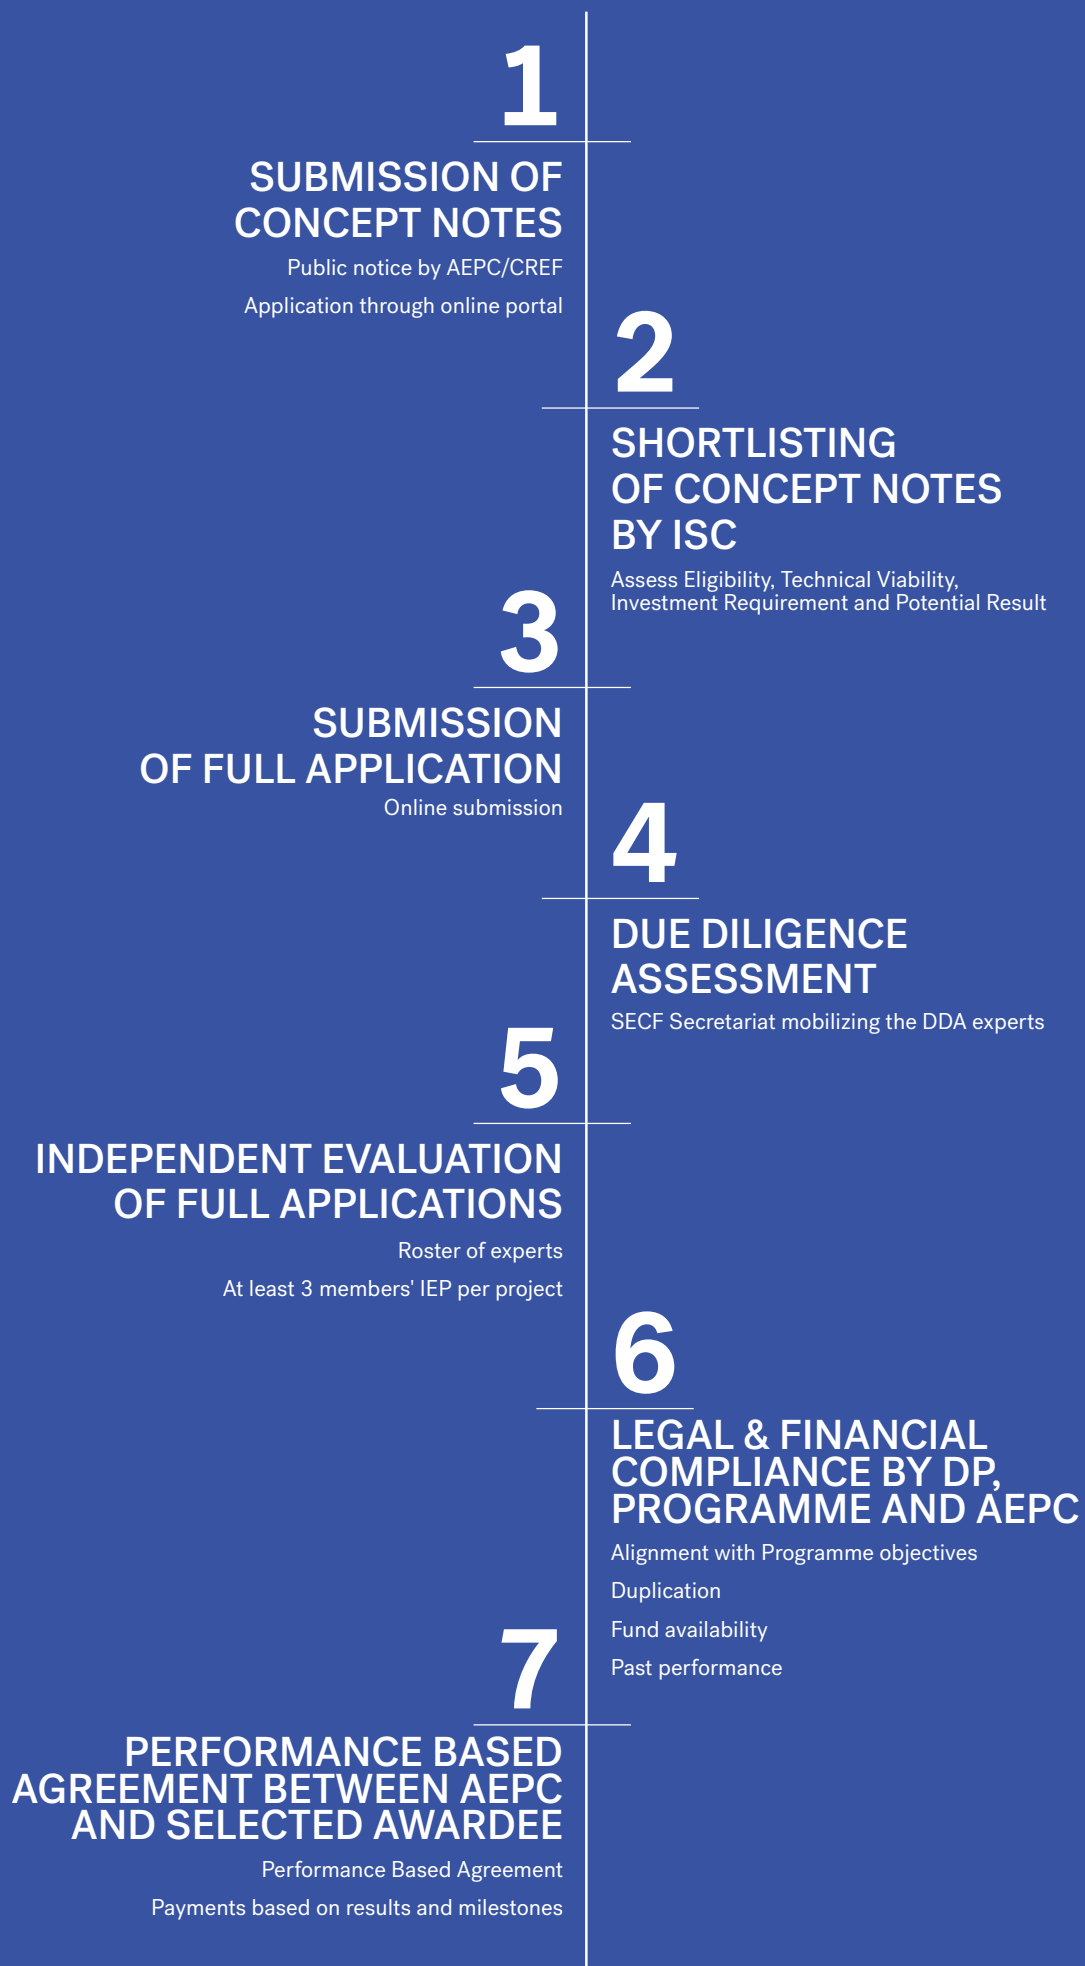 1
SUBMISSION OF
CONCEPT NOTES
Public notice by AEPC/CREF
Application through online portal
2
SHORTLISTING
OF CONCEPT NOTES
BY ISC
Assess Eligibility, Technical Viability,
Investment Requirement and Potential Result
3
SUBMISSION
OF FULL APPLICATION
Online submission
4
DUE DILIGENCE
ASSESSMENT
SECF Secretariat mobilizing the DDA experts
5
INDEPENDENT EVALUATION
OF FULL APPLICATIONS
Roster of experts
At least 3 members' IEP per project
6
LEGAL & FINANCIAL
COMPLIANCE BY DP,
PROGRAMME AND AEPC
Alignment with Programme objectives
Duplication
Fund availability
Past performance
7
PERFORMANCE BASED
AGREEMENT BETWEEN AEPC
AND SELECTED AWARDEE
Performance Based Agreement
Payments based on results and milestones